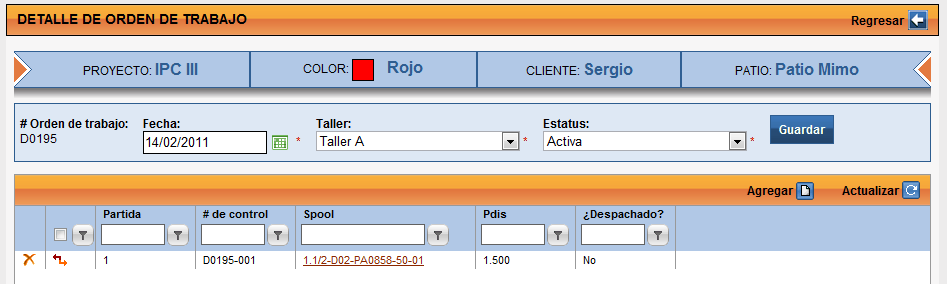 DETALLE DE ORDEN DE TRABAJO Regresar
PROYECTO: IPC III COLOR: Rojo CLIENTE: Sergio PATIO: Patio Mimo
# Orden de trabajo: Fecha: Taller: Estatus:
D0195 14/02/2011 * Taller A * Activa * Guardar
Agregar Actualizar
Partida # de control Spool Pdis ¿Despachado?
1 D0195-001 1.1/2-D02-PA0858-50-01 1.500 No